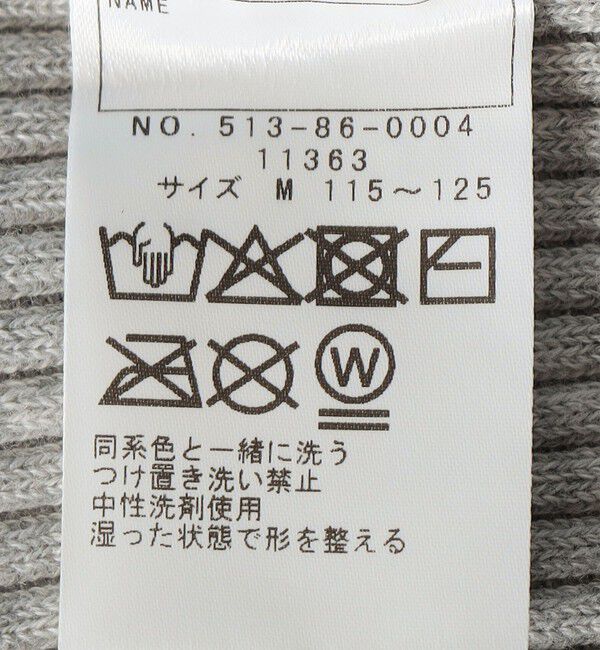 NAME
NO. 513-86-0004
11363
サイズ M 115～125
W
同系色と一緒に洗う
つけ置き洗い禁止
中性洗剤使用
湿った状態で形を整える